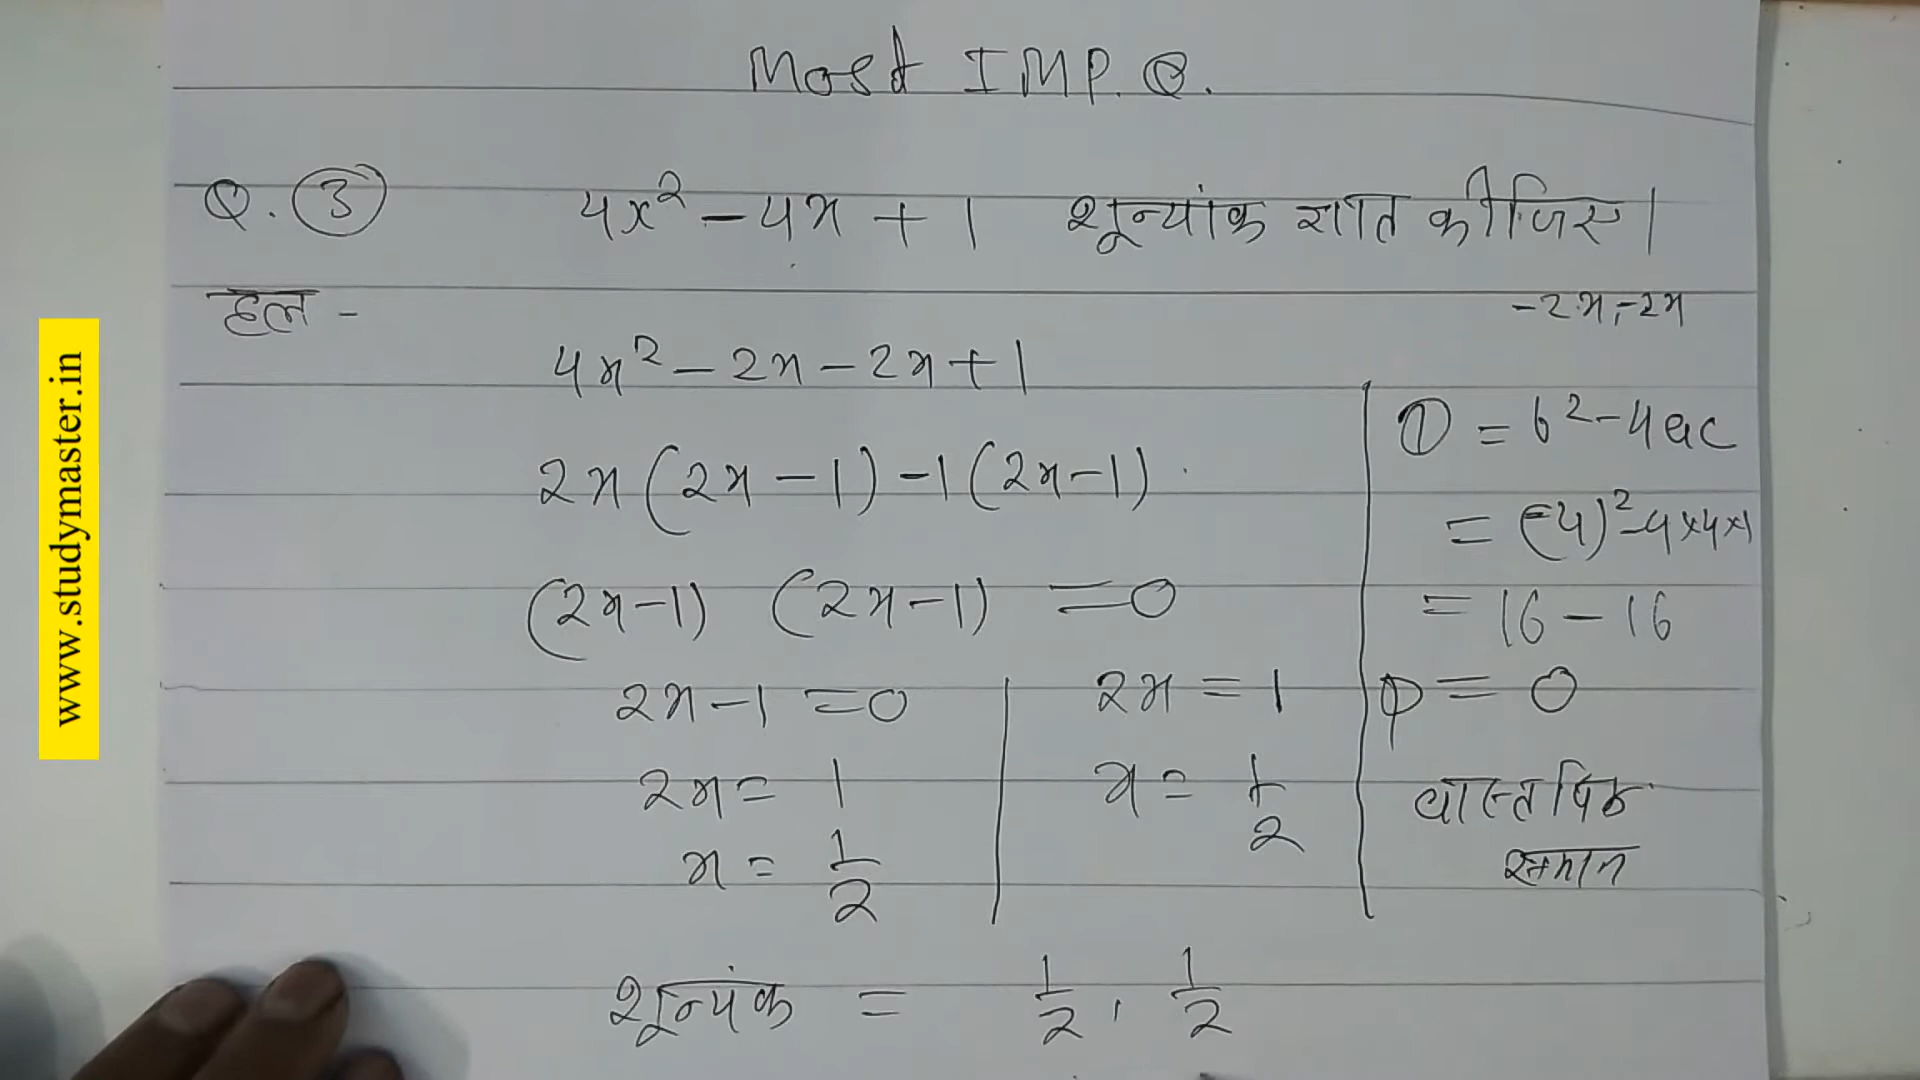 Most IMP. Q.
Q. ③ 4x² - 4x + 1 शून्यांक ज्ञात कीजिए।
हल -
-2x, -2x
4x² - 2x - 2x + 1
2x (2x - 1) - 1 (2x - 1)
(2x - 1) (2x - 1) = 0
2x - 1 = 0
2x = 1
x = 1/2
2x = 1
x = 1/2
D = b² - 4ac
= (-4)² - 4×4×1
= 16 - 16
D = 0
वास्तविक
समान
शून्यंक = 1/2, 1/2
www.studymaster.in